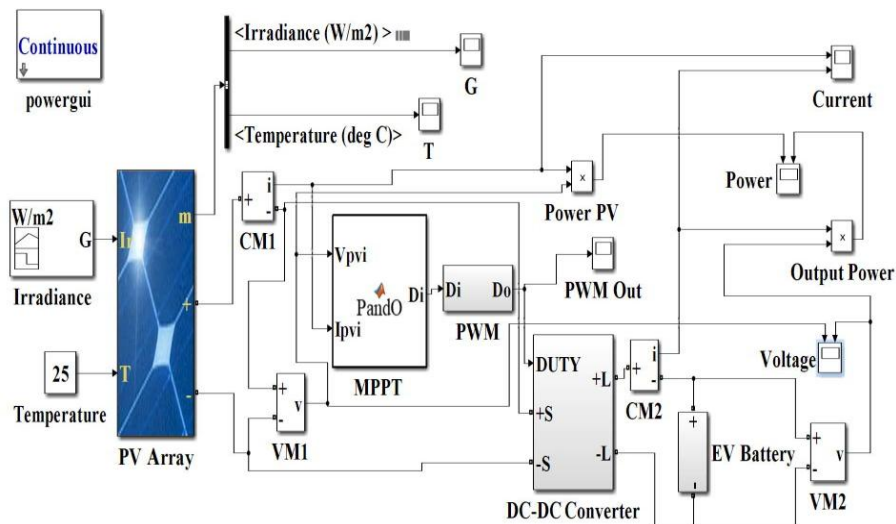 Continuous
powergui
<Irradiance (W/m2) >
G
<Temperature (deg C)>
T
Current
Power
Power PV
Output Power
W/m2
G
Irradiance
25
Temperature
m
T
+
-
PV Array
i
+
-
CM1
Vpvi
PandO
Di
Ipvi
MPPT
Di
Do
PWM
PWM Out
x
x
+
v
-
VM1
DUTY
+L
+S
-L
-S
DC-DC Converter
i
+
-
CM2
Voltage
+
EV Battery
-
+
v
-
VM2